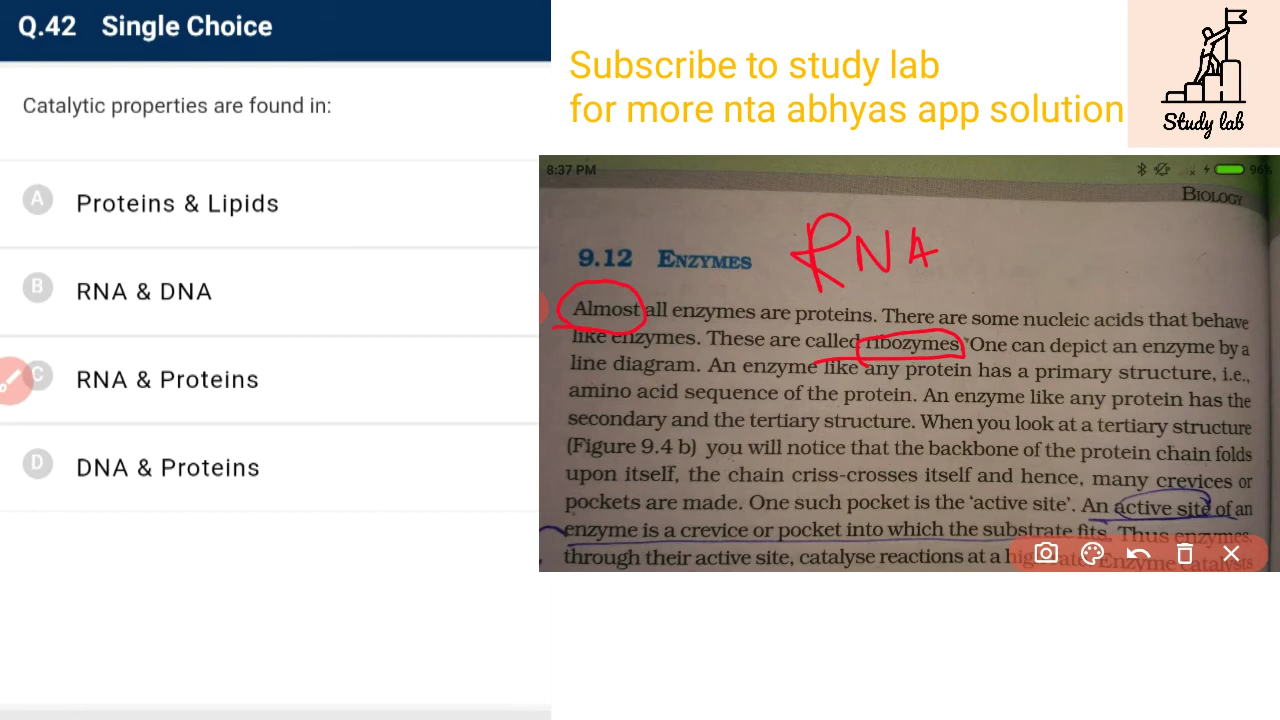 Q.42 Single Choice
Catalytic properties are found in:
A Proteins & Lipids
B RNA & DNA
C RNA & Proteins
D DNA & Proteins
Subscribe to study lab
for more nta abhyas app solution
Study lab
8:37 PM
96%
BIOLOGY
RNA
9.12 ENZYMES
Almost all enzymes are proteins. There are some nucleic acids that behave
like enzymes. These are called ribozymes. One can depict an enzyme by a
line diagram. An enzyme like any protein has a primary structure, i.e.,
amino acid sequence of the protein. An enzyme like any protein has the
secondary and the tertiary structure. When you look at a tertiary structure
(Figure 9.4 b) you will notice that the backbone of the protein chain folds
upon itself, the chain criss-crosses itself and hence, many crevices or
pockets are made. One such pocket is the ‘active site’. An active site of an
enzyme is a crevice or pocket into which the substrate fits. Thus enzymes,
through their active site, catalyse reactions at a high rate. Enzyme catalysts